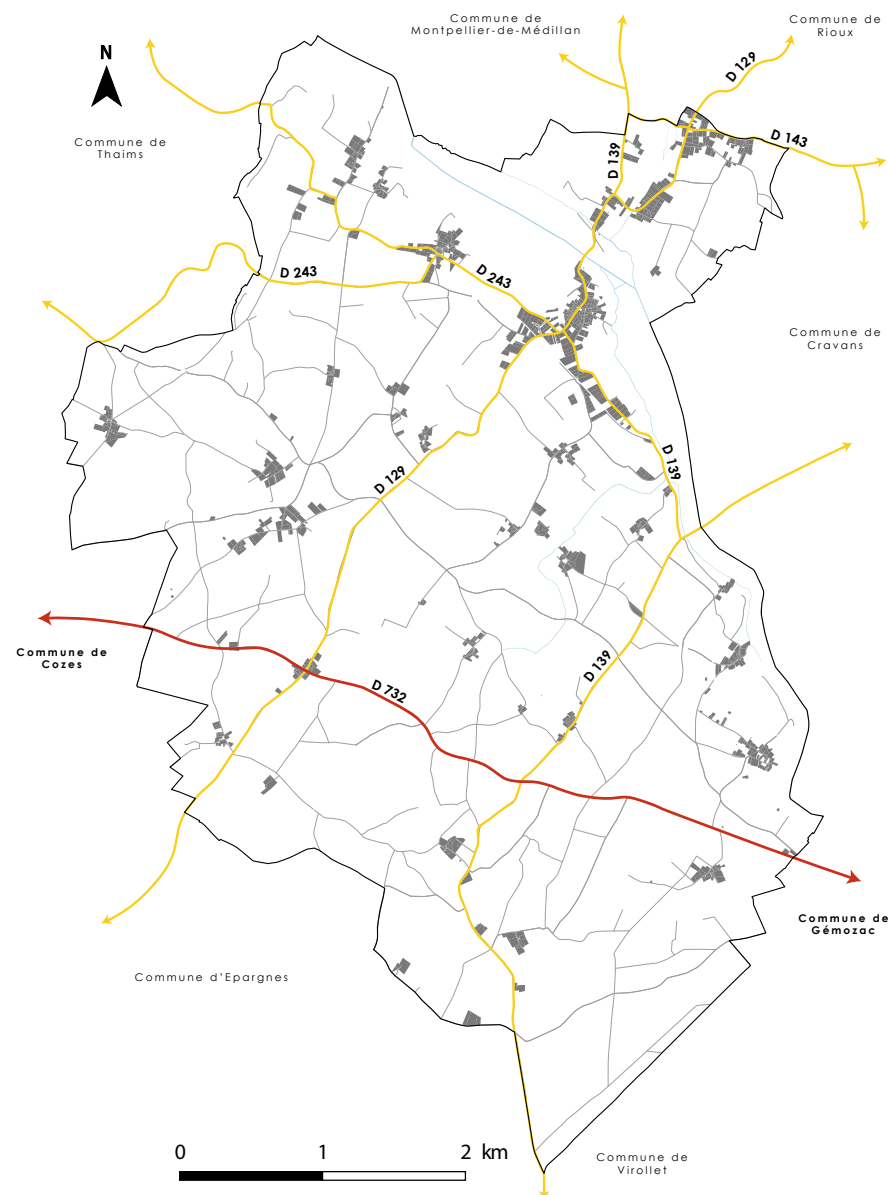 Commune de
Montpellier-de-Médillan
Commune de
Rioux
N
D 129
Commune de
Thaims
D 139
D 143
D 243
D 243
Commune de
Cravans
D 129
D 139
Commune de
Cozes
D 732
D 139
Commune de
Gémozac
Commune d'Epargnes
0 1 2 km
Commune de
Virollet